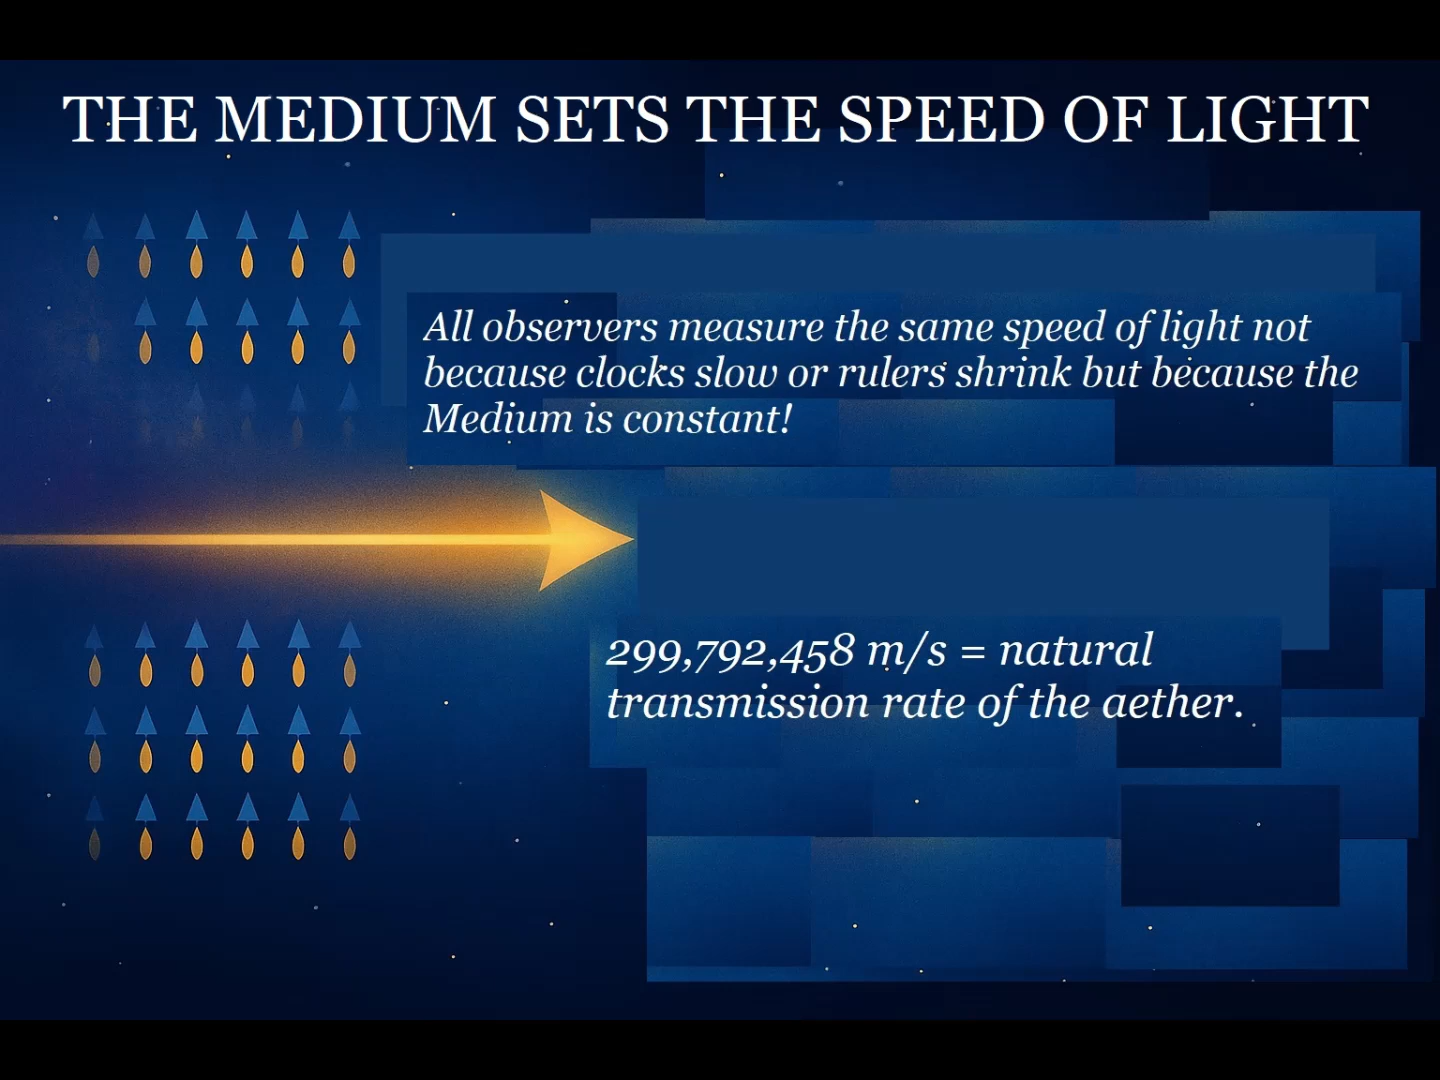 THE MEDIUM SETS THE SPEED OF LIGHT
All observers measure the same speed of light not
because clocks slow or rulers shrink but because the
Medium is constant!
299,792,458 m/s = natural
transmission rate of the aether.